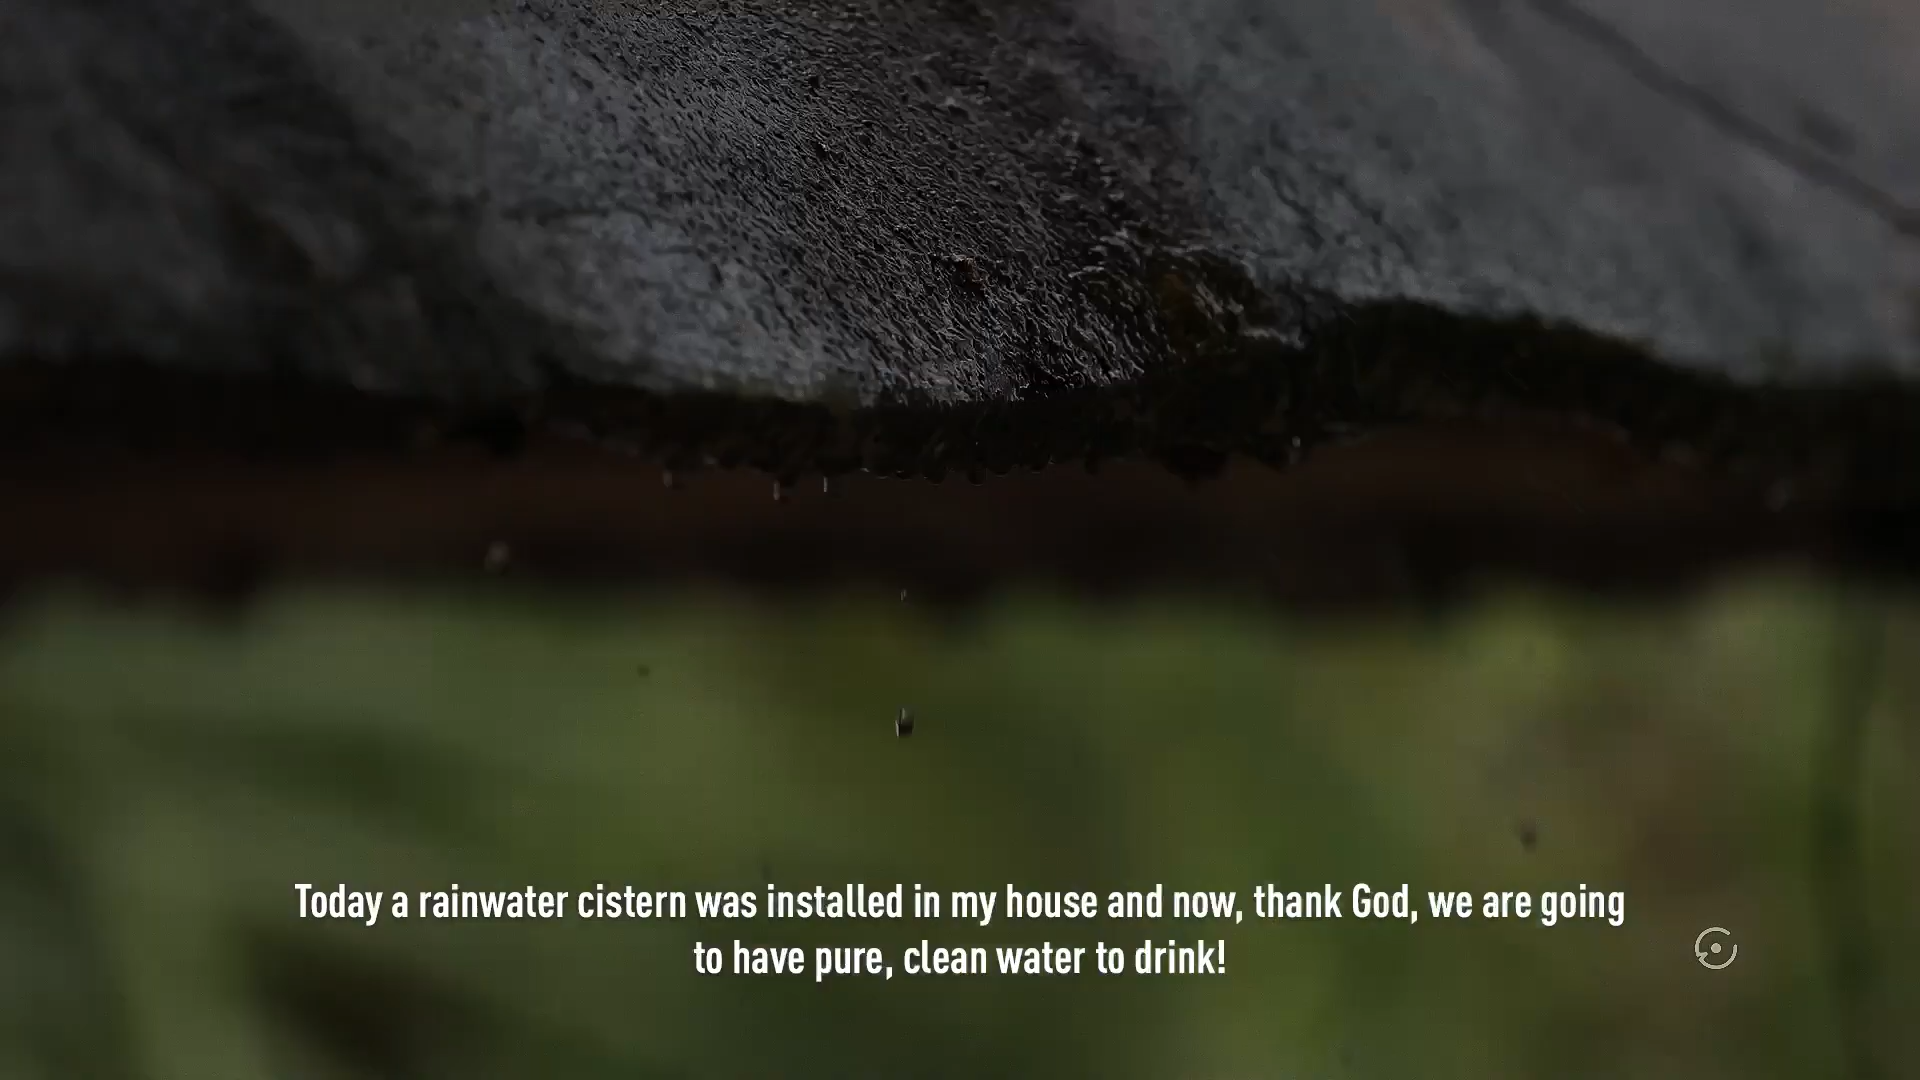 Today a rainwater cistern was installed in my house and now, thank God, we are going
to have pure, clean water to drink!